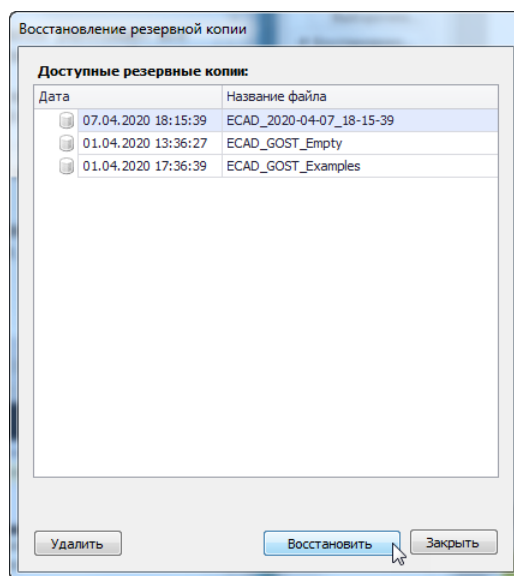 Восстановление резервной копии
Доступные резервные копии:
Дата Название файла
07.04.2020 18:15:39 ECAD_2020-04-07_18-15-39
01.04.2020 13:36:27 ECAD_GOST_Empty
01.04.2020 17:36:39 ECAD_GOST_Examples
Удалить Восстановить Закрыть